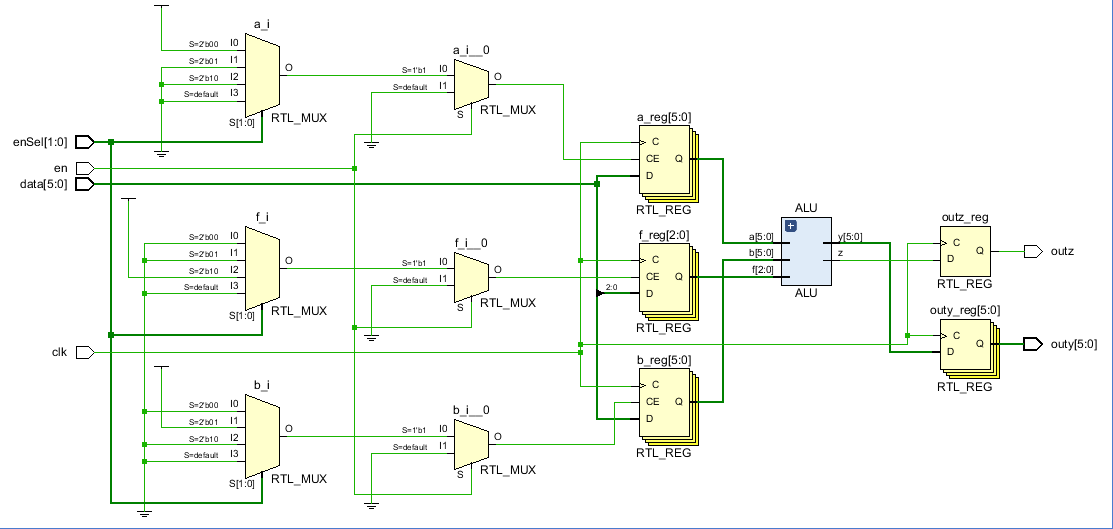 a_i
S=2'b00 I0
S=2'b01 I1
S=2'b10 I2
S=default I3
O
S[1:0]
RTL_MUX
a_i__0
S=1'b1 I0
S=default I1
O
S
RTL_MUX
enSel[1:0]
en
data[5:0]
a_reg[5:0]
C
CE Q
D
RTL_REG
f_i
S=2'b00 I0
S=2'b01 I1
S=2'b10 I2
S=default I3
O
S[1:0]
RTL_MUX
f_i__0
S=1'b1 I0
S=default I1
O
S
RTL_MUX
f_reg[2:0]
C
CE Q
2:0 D
RTL_REG
ALU
a[5:0] y[5:0]
b[5:0] z
f[2:0]
ALU
outz_reg
C Q
D
RTL_REG
outz
clk
outy_reg[5:0]
C Q
D
RTL_REG
outy[5:0]
b_i
S=2'b00 I0
S=2'b01 I1
S=2'b10 I2
S=default I3
O
S[1:0]
RTL_MUX
b_i__0
S=1'b1 I0
S=default I1
O
S
RTL_MUX
b_reg[5:0]
C
CE Q
D
RTL_REG